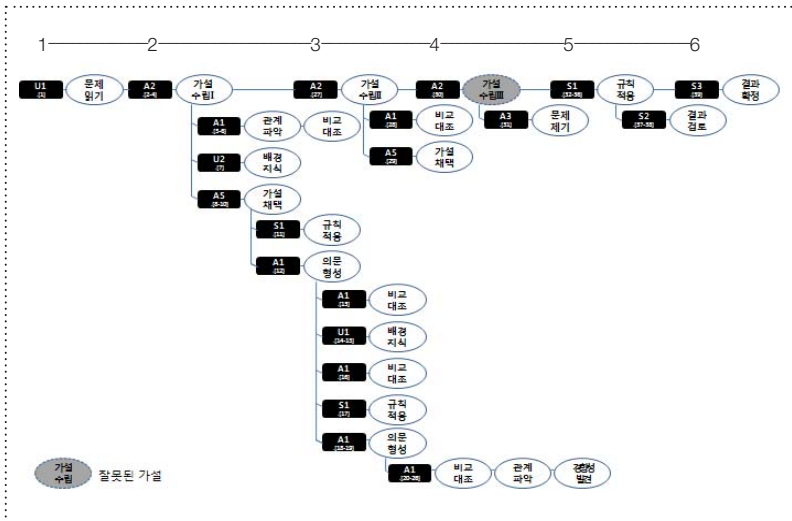 1 2 3 4 5 6
U1 [1] 문제 읽기 A2 [2-4] 가설 수립Ⅰ A2 [27] 가설 수립Ⅱ A2 [30] 가설 수립Ⅲ S1 [32-36] 규칙 적용 S3 [39] 결과 확정
A1 [5-6] 관계 파악 비교 대조 A1 [28] 비교 대조 A3 [31] 문제 제기 S2 [37-38] 결과 검토
U2 [7] 배경 지식 A5 [29] 가설 채택
A5 [8-10] 가설 채택
S1 [11] 규칙 적용
A1 [12] 의문 형성
A1 [13] 비교 대조
U1 [14-15] 배경 지식
A1 [16] 비교 대조
S1 [17] 규칙 적용
A1 [18-19] 의문 형성
A1 [20-26] 비교 대조 관계 파악 발견
가설 수립 잘못된 가설